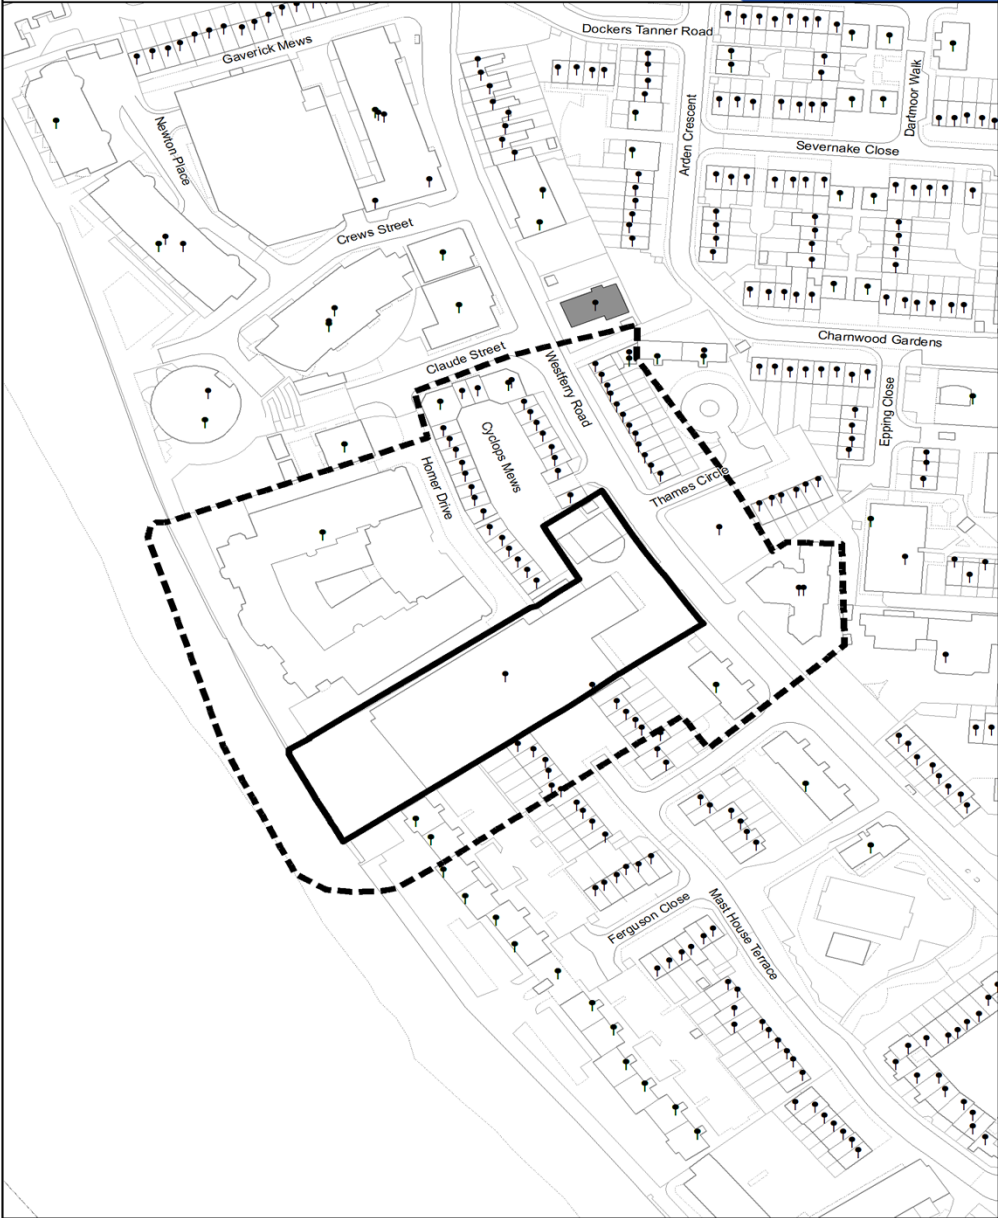 Dockers Tanner Road
Gaverick Mews
Dartmoor Walk
Arden Crescent
Newton Place
Severnake Close
Crews Street
Charnwood Gardens
Claude Street
Westferry Road
Epping Close
Cyclops Mews
Homer Drive
Thames Circle
Ferguson Close
Mast House Terrace